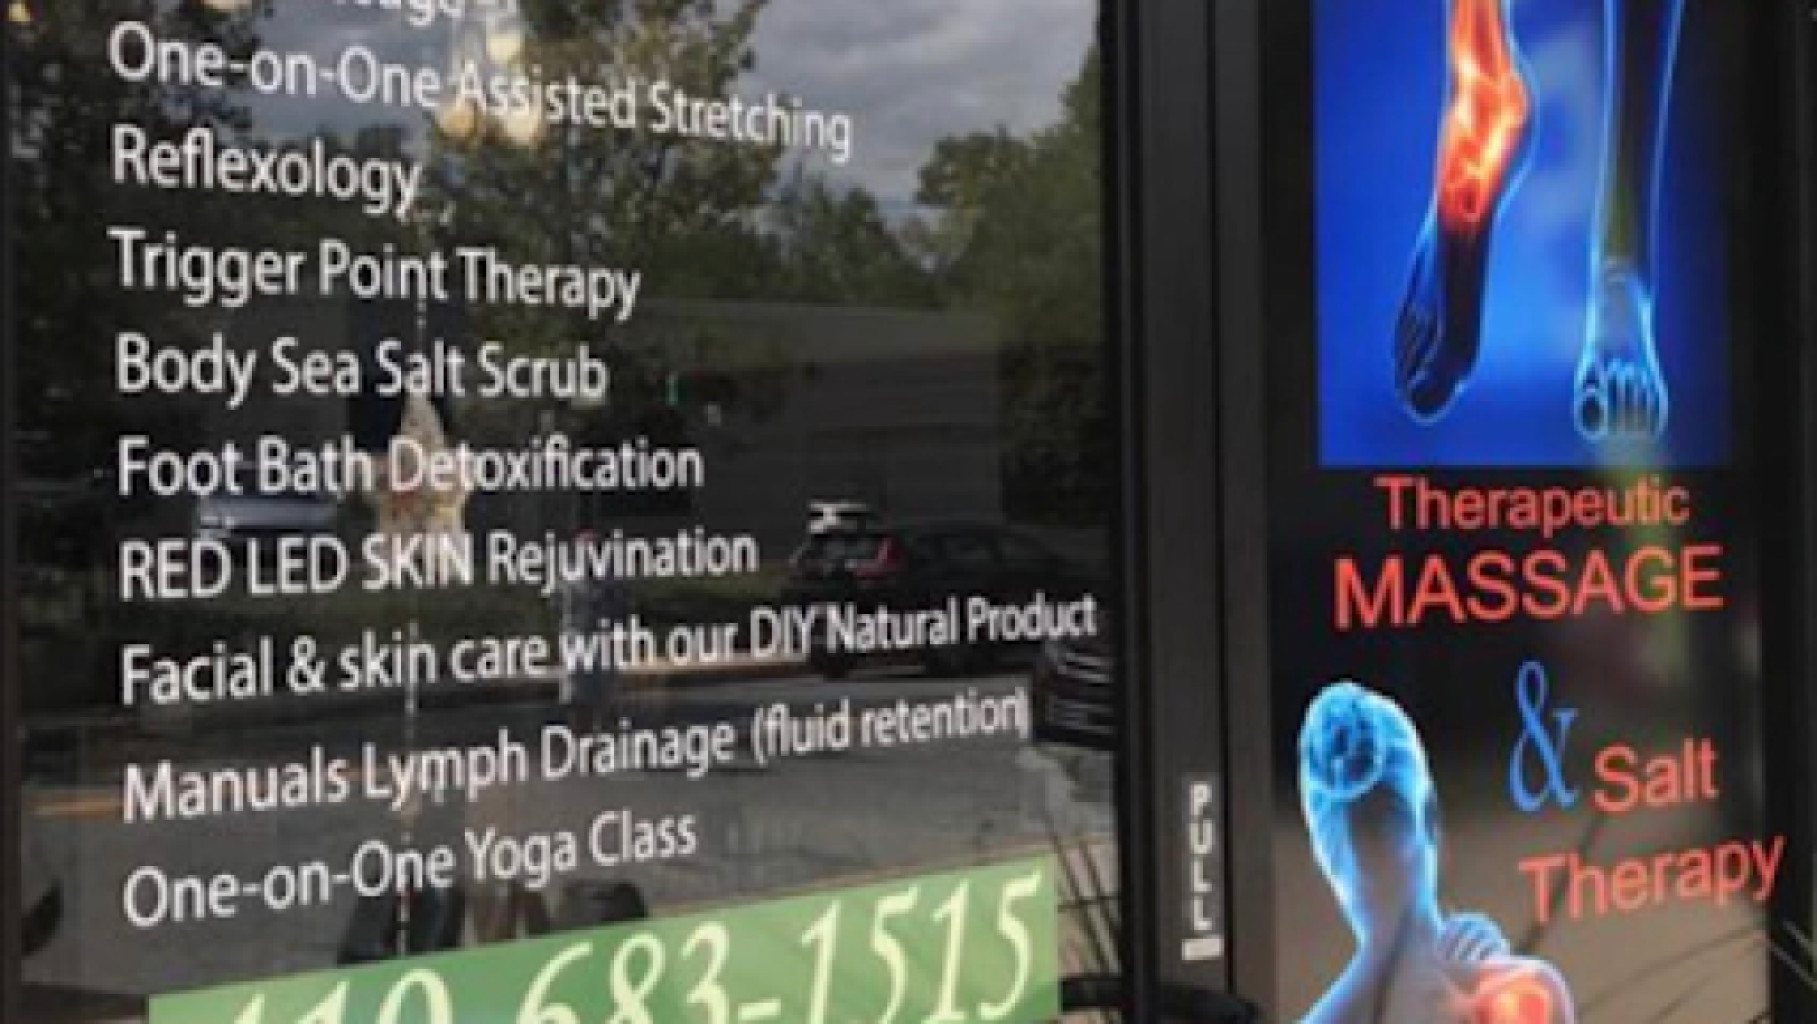 One-on-One Assisted Stretching
Reflexology
Trigger Point Therapy
Body Sea Salt Scrub
Foot Bath Detoxification
RED LED SKIN Rejuvination
Facial & skin care with our DIY Natural Product
Manuals Lymph Drainage (fluid retention)
One-on-One Yoga Class
683-1515
PULL
Therapeutic
MASSAGE
& Salt
Therapy